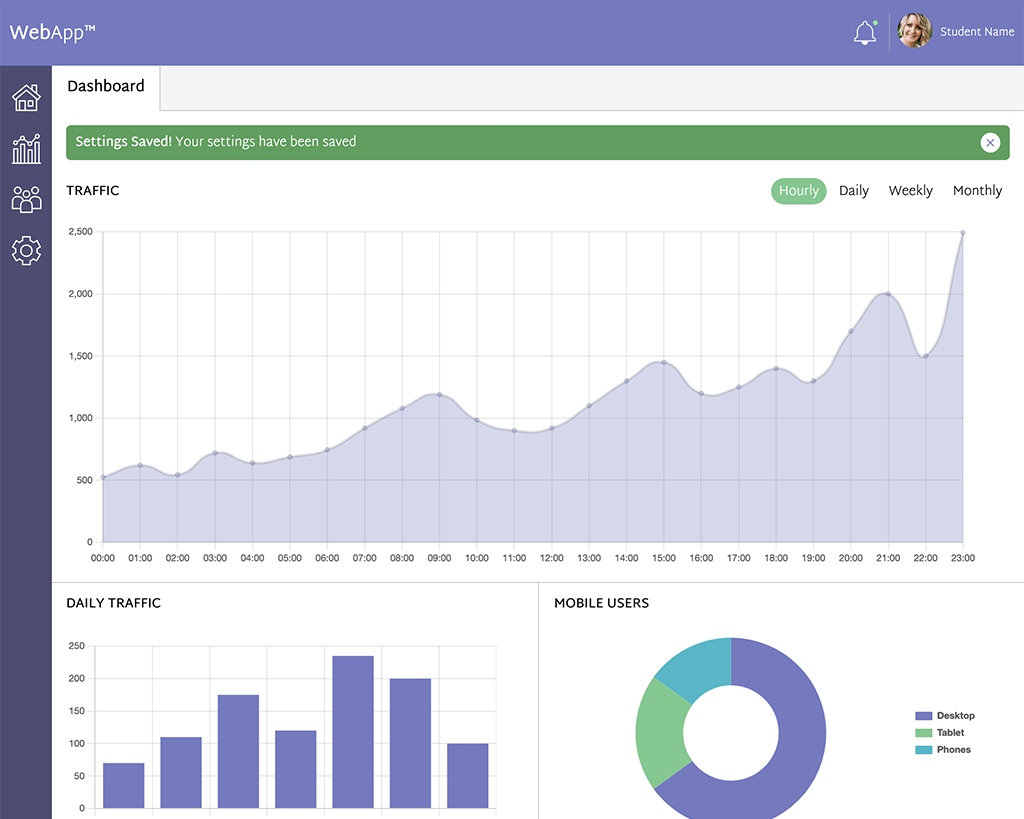 WebApp™
Student Name
Dashboard
Settings Saved! Your settings have been saved
TRAFFIC
Hourly Daily Weekly Monthly
2,500
2,000
1,500
1,000
500
0
00:00 01:00 02:00 03:00 04:00 05:00 06:00 07:00 08:00 09:00 10:00 11:00 12:00 13:00 14:00 15:00 16:00 17:00 18:00 19:00 20:00 21:00 22:00 23:00
DAILY TRAFFIC
250
200
150
100
50
0
MOBILE USERS
Desktop
Tablet
Phones